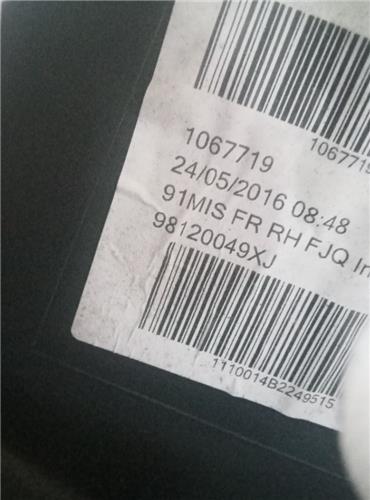 1067719
1067719
24/05/2016 08:48
91MIS FR RH FJQ In
98120049XJ
1110014B2249515